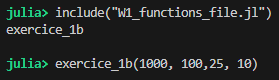 julia> include("W1_functions_file.jl")
exercice_1b
julia> exercice_1b(1000, 100,25, 10)